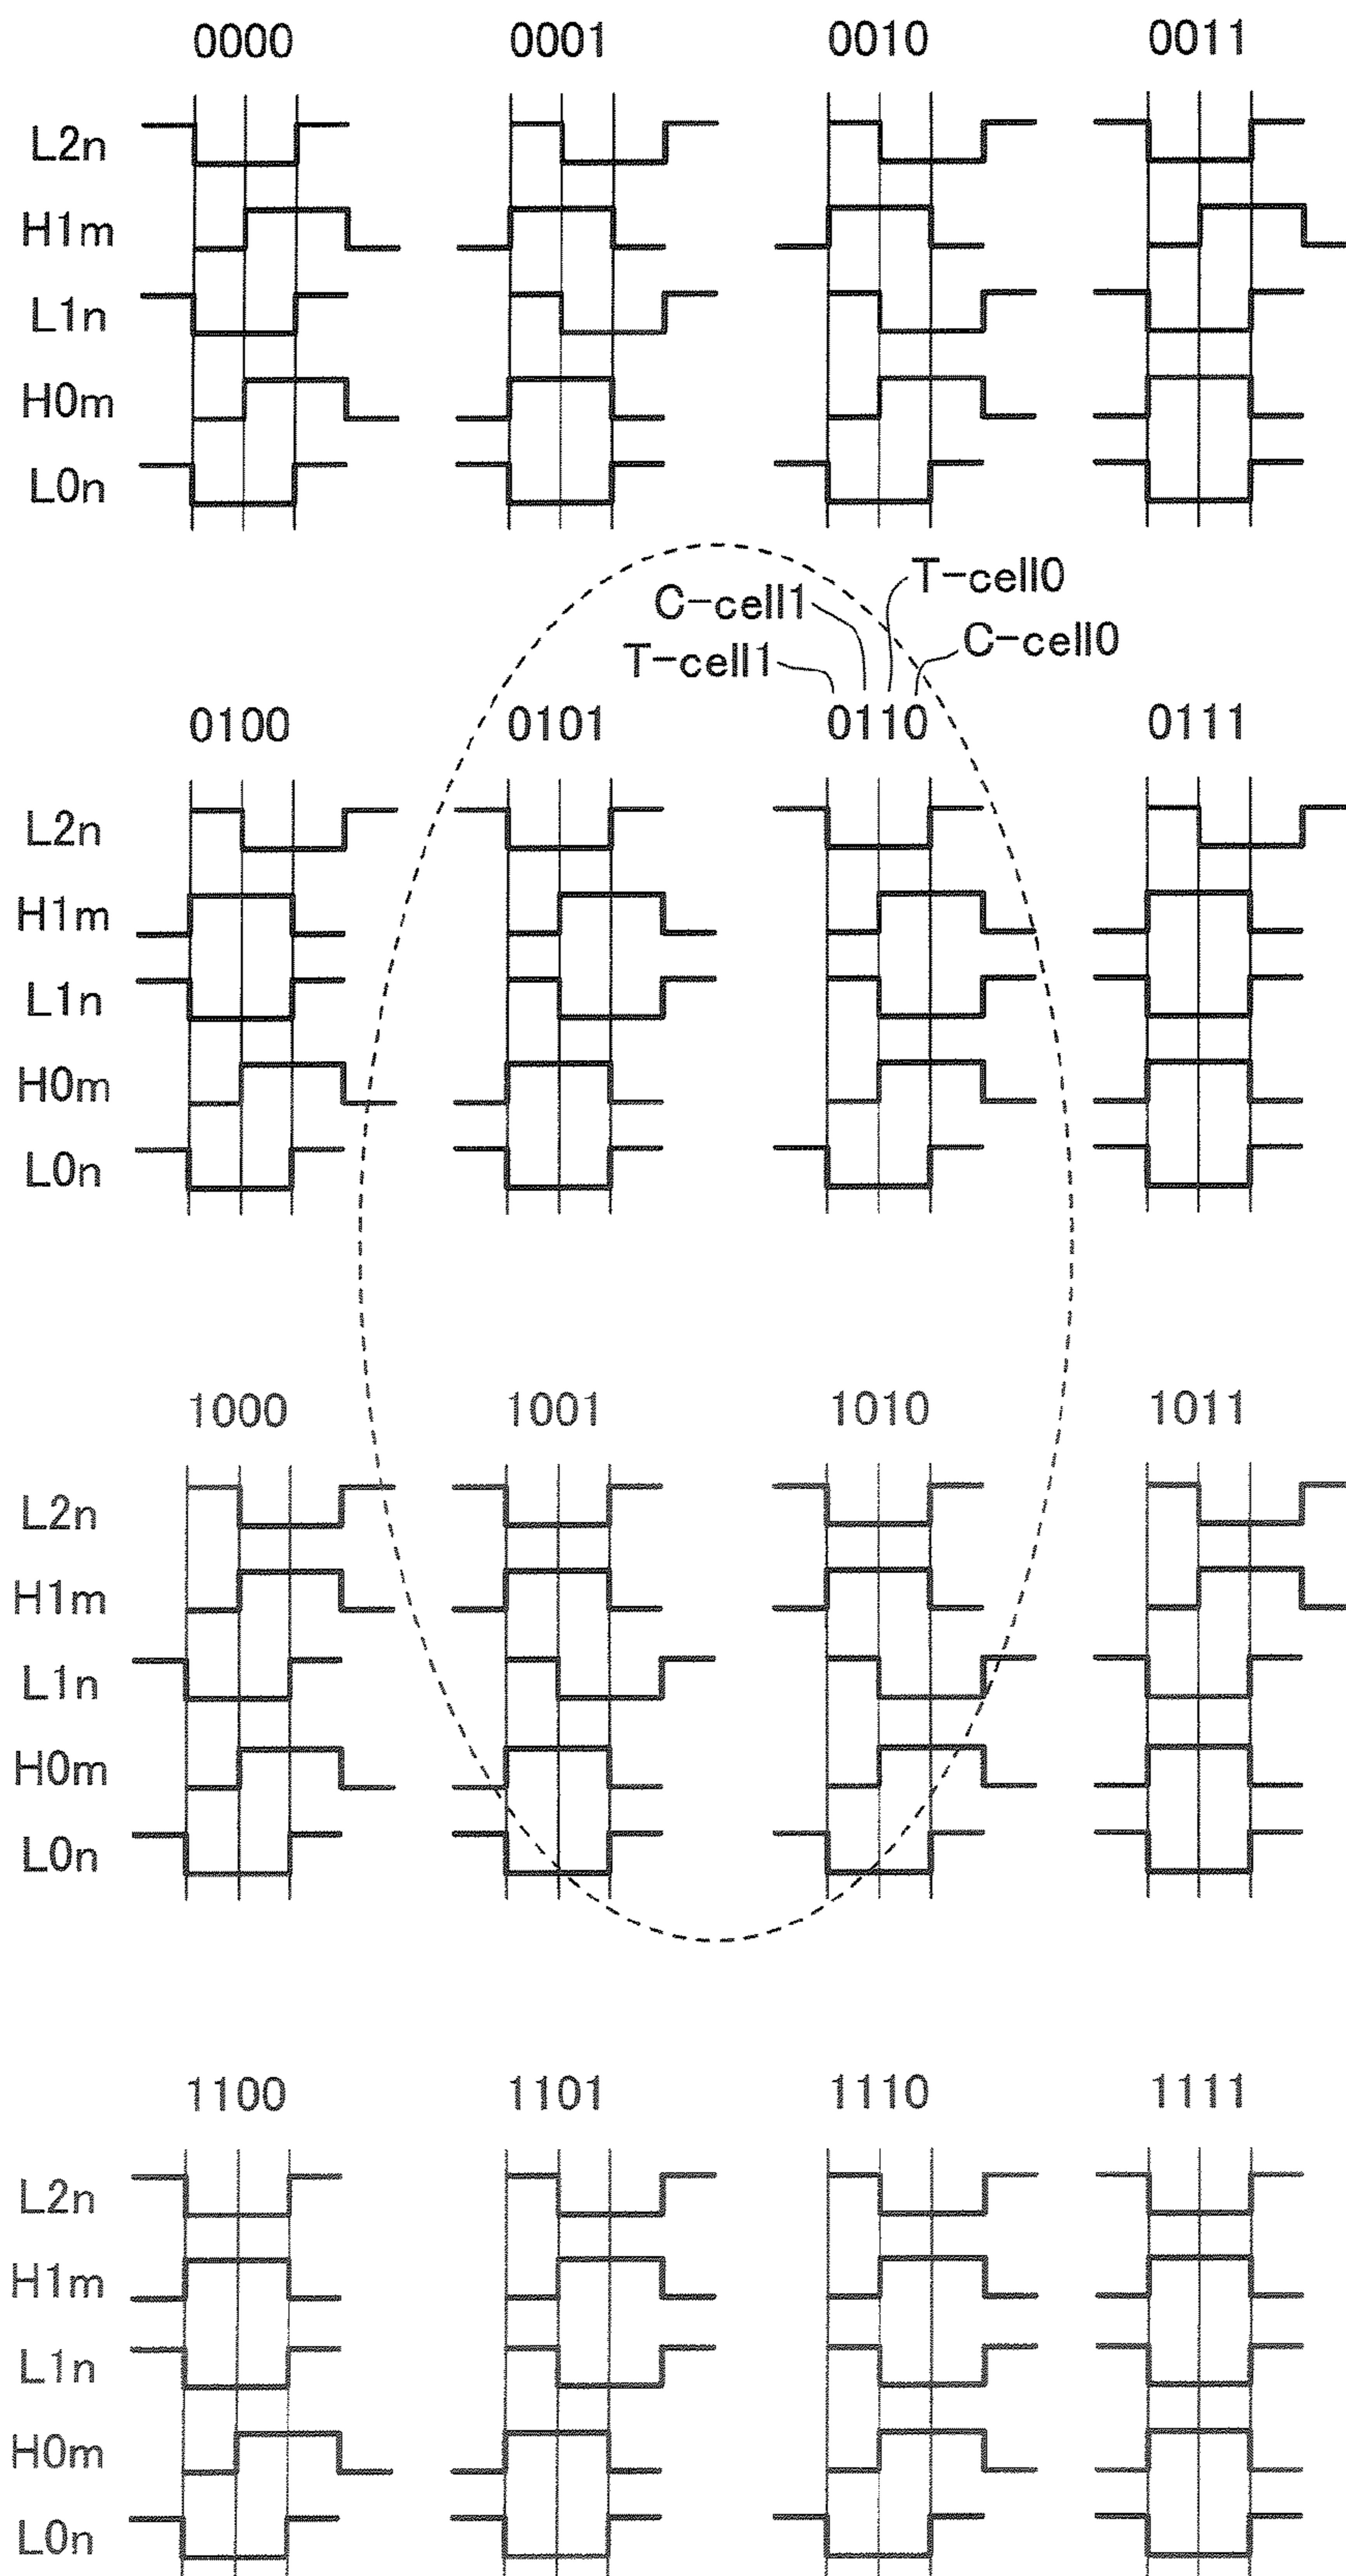 0000 0001 0010 0011
L2n
H1m
L1n
H0m
L0n
T-cell0
C-cell1
C-cell0
T-cell1
0100 0101 0110 0111
L2n
H1m
L1n
H0m
L0n
1000 1001 1010 1011
L2n
H1m
L1n
H0m
L0n
1100 1101 1110 1111
L2n
H1m
L1n
H0m
L0n